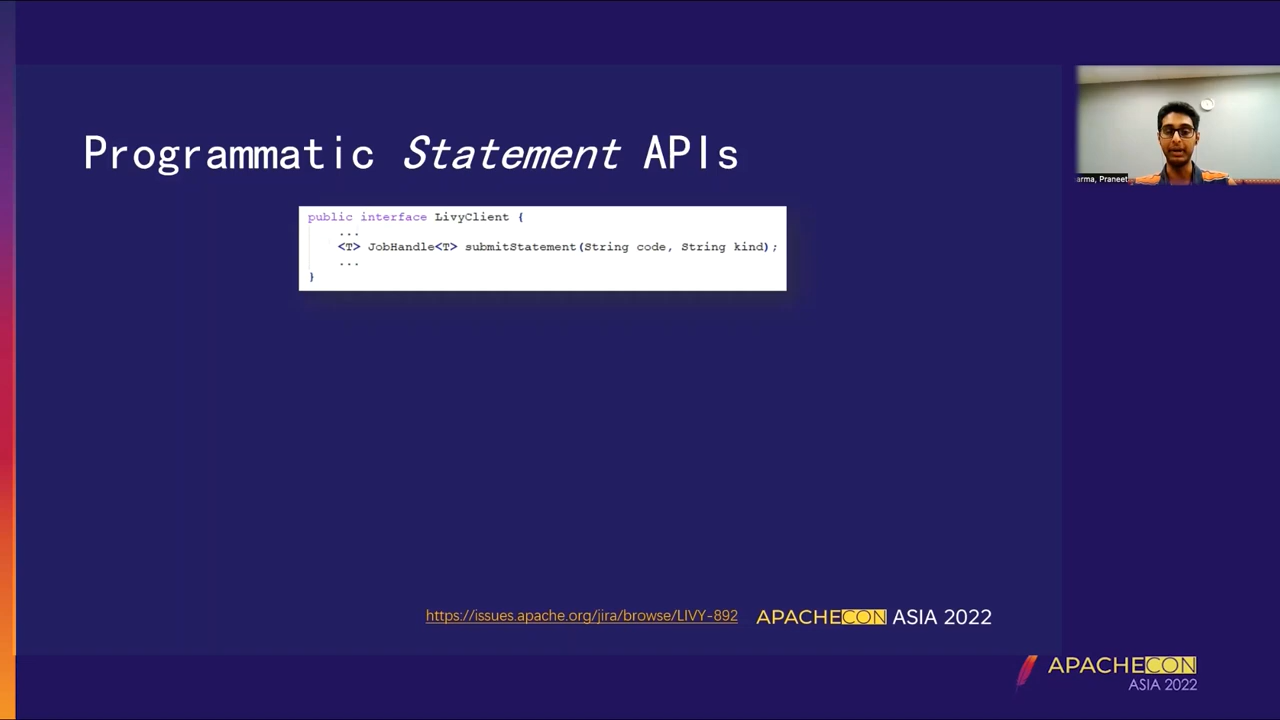 Programmatic Statement APIs
public interface LivyClient {
...
<T> JobHandle<T> submitStatement(String code, String kind);
...
}
arma, Praneet
https://issues.apache.org/jira/browse/LIVY-892
APACHECON ASIA 2022
APACHECON
ASIA 2022